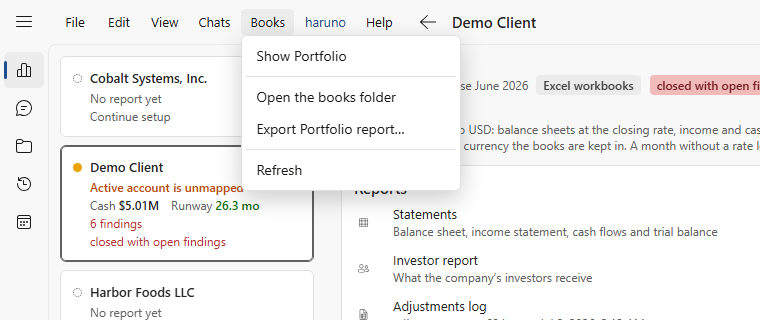 File Edit View Chats Books haruno Help Demo Client
Show Portfolio
Open the books folder
Export Portfolio report...
Refresh
Cobalt Systems, Inc.
No report yet
Continue setup
Demo Client
Active account is unmapped
Cash $5.01M Runway 26.3 mo
6 findings
closed with open findings
Harbor Foods LLC
No report yet
June 2026 Excel workbooks closed with open
USD: balance sheets at the closing rate, income and
currency the books are kept in. A month without a rate
Reports
Statements
Balance sheet, income statement, cash flows and trial balance
Investor report
What the company's investors receive
Adjustments log